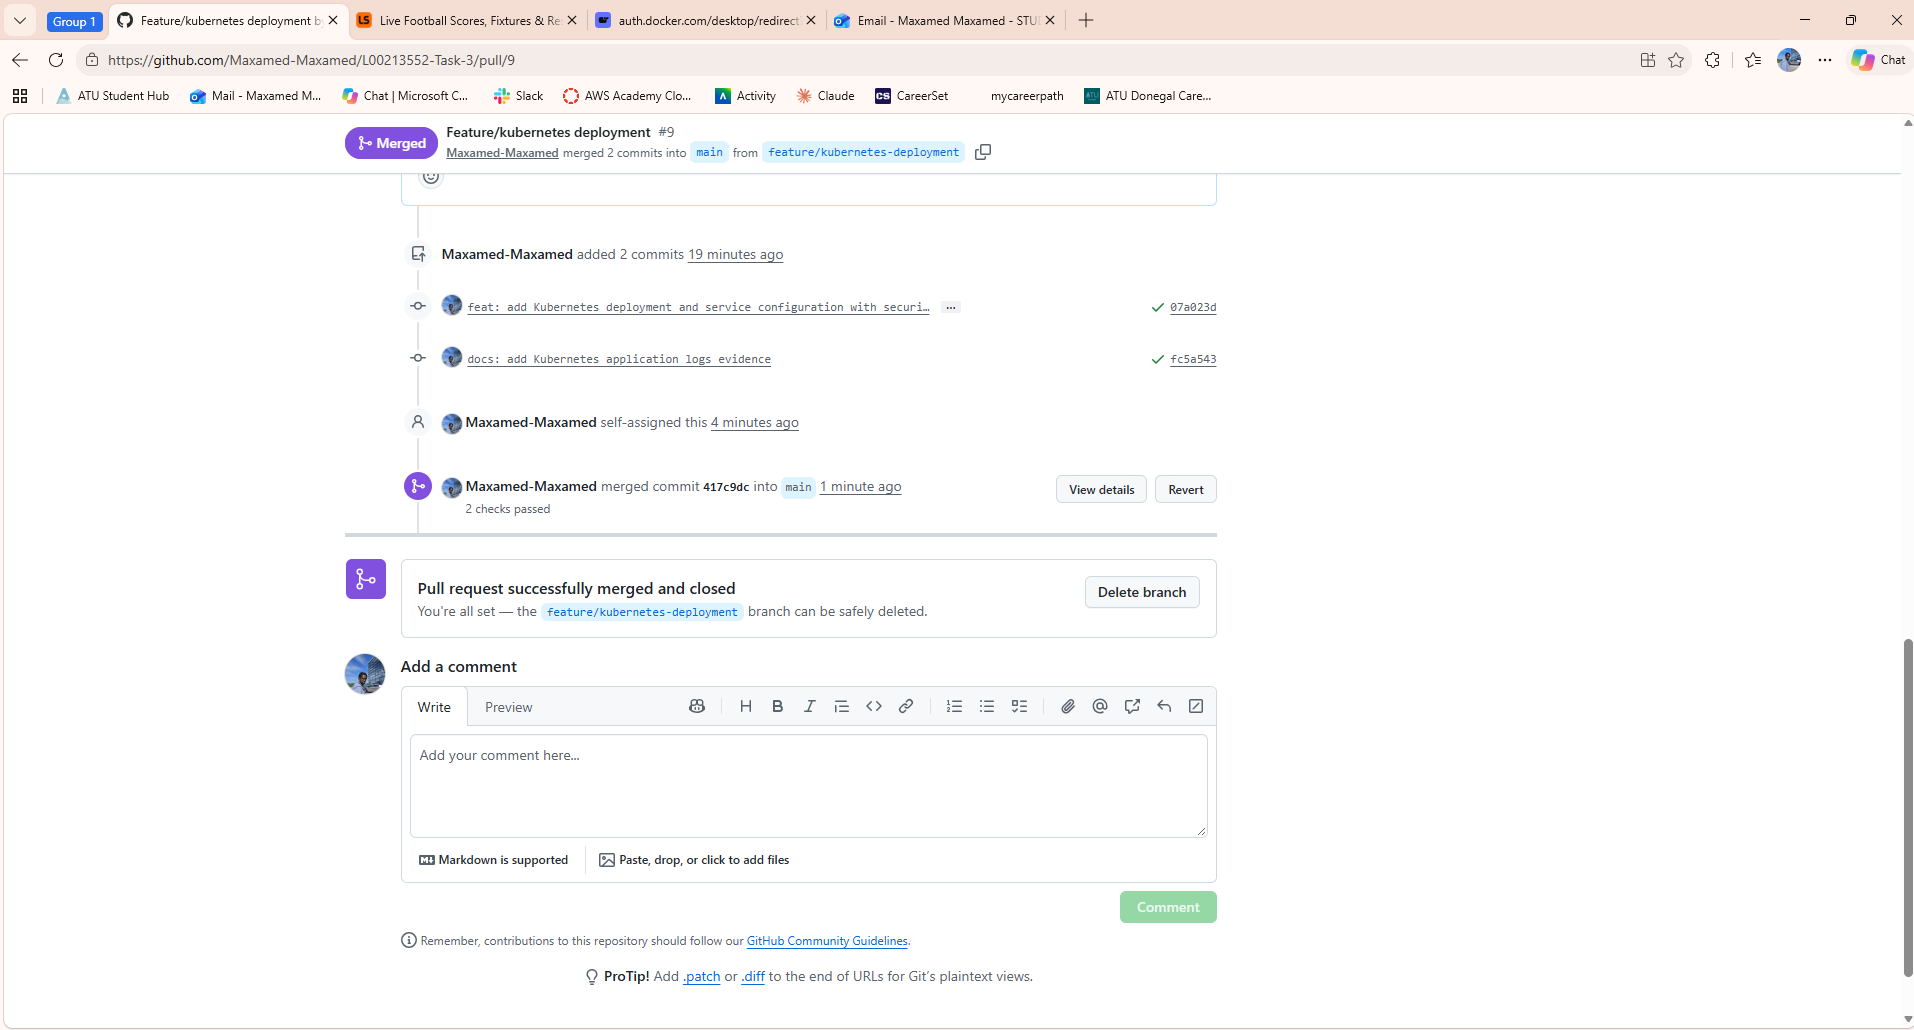 Group 1
Feature/kubernetes deployment by
Live Football Scores, Fixtures & Res
auth.docker.com/desktop/redirect
Email - Maxamed Maxamed - STUD
https://github.com/Maxamed-Maxamed/L00213552-Task-3/pull/9
Chat
ATU Student Hub
Mail - Maxamed M...
Chat | Microsoft C...
Slack
AWS Academy Clo...
Activity
Claude
CS CareerSet
mycareerpath
ATU Donegal Care...
Merged
Feature/kubernetes deployment #9
Maxamed-Maxamed merged 2 commits into main from feature/kubernetes-deployment
Maxamed-Maxamed added 2 commits 19 minutes ago
feat: add Kubernetes deployment and service configuration with securi… ... 07a023d
docs: add Kubernetes application logs evidence fc5a543
Maxamed-Maxamed self-assigned this 4 minutes ago
Maxamed-Maxamed merged commit 417c9dc into main 1 minute ago
View details
Revert
2 checks passed
Pull request successfully merged and closed
You're all set — the feature/kubernetes-deployment branch can be safely deleted.
Delete branch
Add a comment
Write
Preview
Add your comment here...
Markdown is supported
Paste, drop, or click to add files
Comment
Remember, contributions to this repository should follow our GitHub Community Guidelines.
ProTip! Add .patch or .diff to the end of URLs for Git's plaintext views.